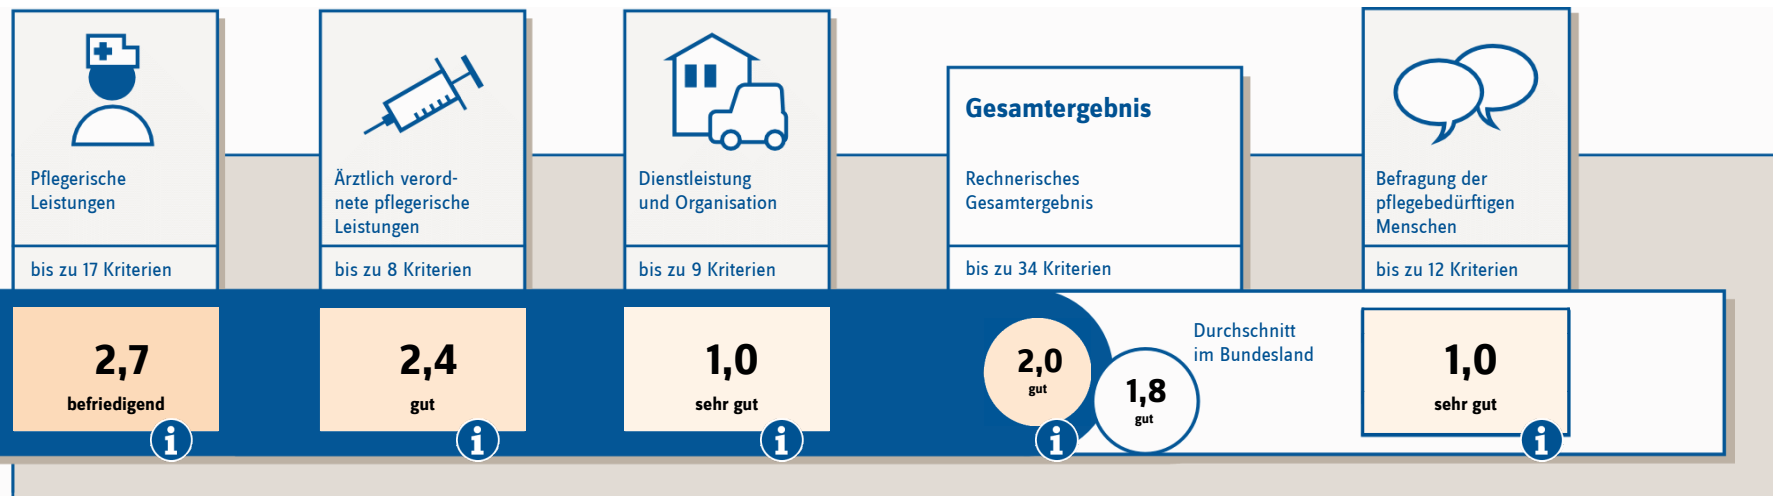 Pflegerische
Leistungen
bis zu 17 Kriterien
2,7
befriedigend
i
Ärztlich verord-
nete pflegerische
Leistungen
bis zu 8 Kriterien
2,4
gut
i
Dienstleistung
und Organisation
bis zu 9 Kriterien
1,0
sehr gut
i
Gesamtergebnis
Rechnerisches
Gesamtergebnis
bis zu 34 Kriterien
2,0
gut
i
1,8
gut
Durchschnitt
im Bundesland
Befragung der
pflegebedürftigen
Menschen
bis zu 12 Kriterien
1,0
sehr gut
i